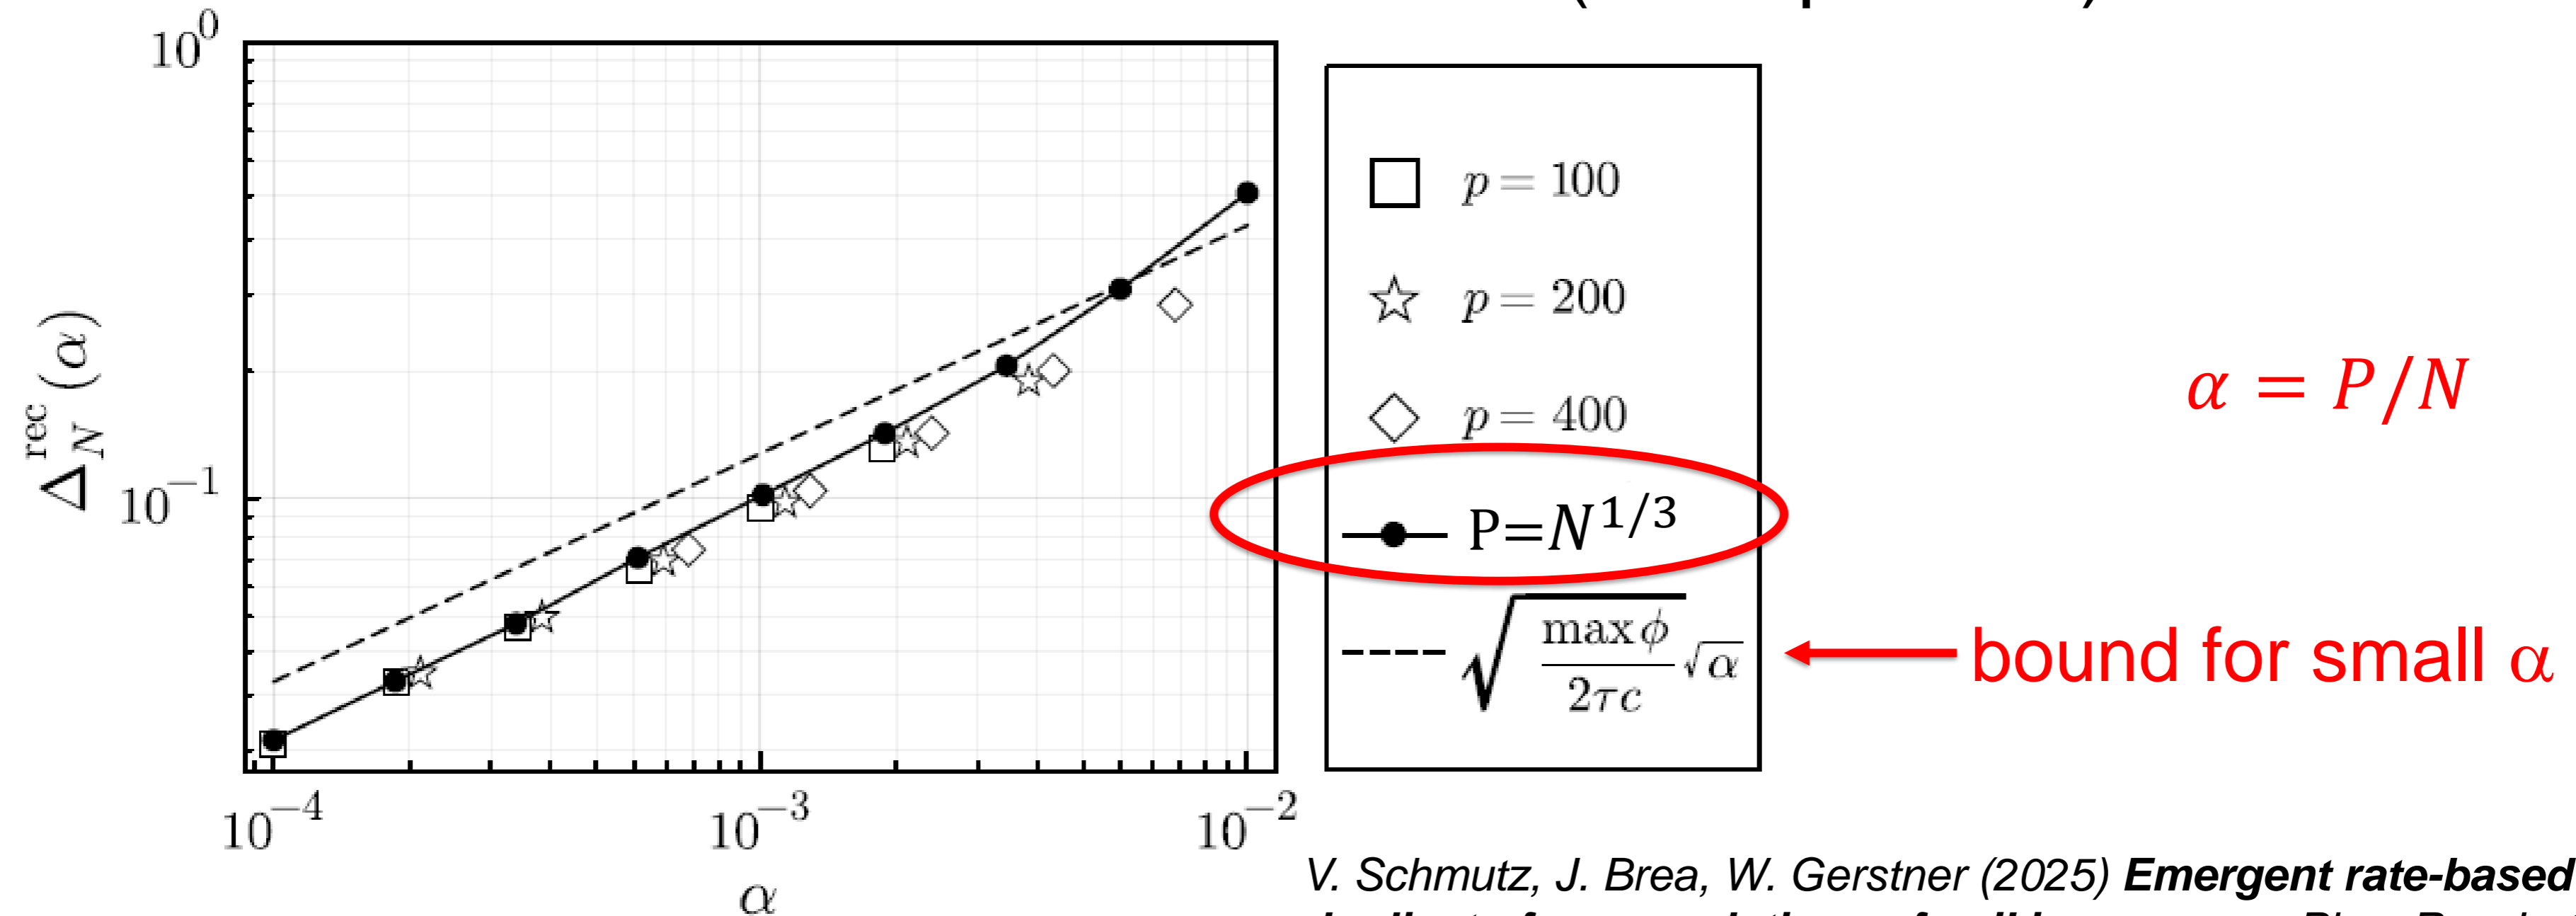 10^0
Δ_N^rec (α)
10^−1
10^−4
10^−3
10^−2
α
p = 100
p = 200
p = 400
P=N^1/3
√(max ϕ / 2τc) √α
bound for small α
α = P/N
V. Schmutz, J. Brea, W. Gerstner (2025) Emergent rate-based